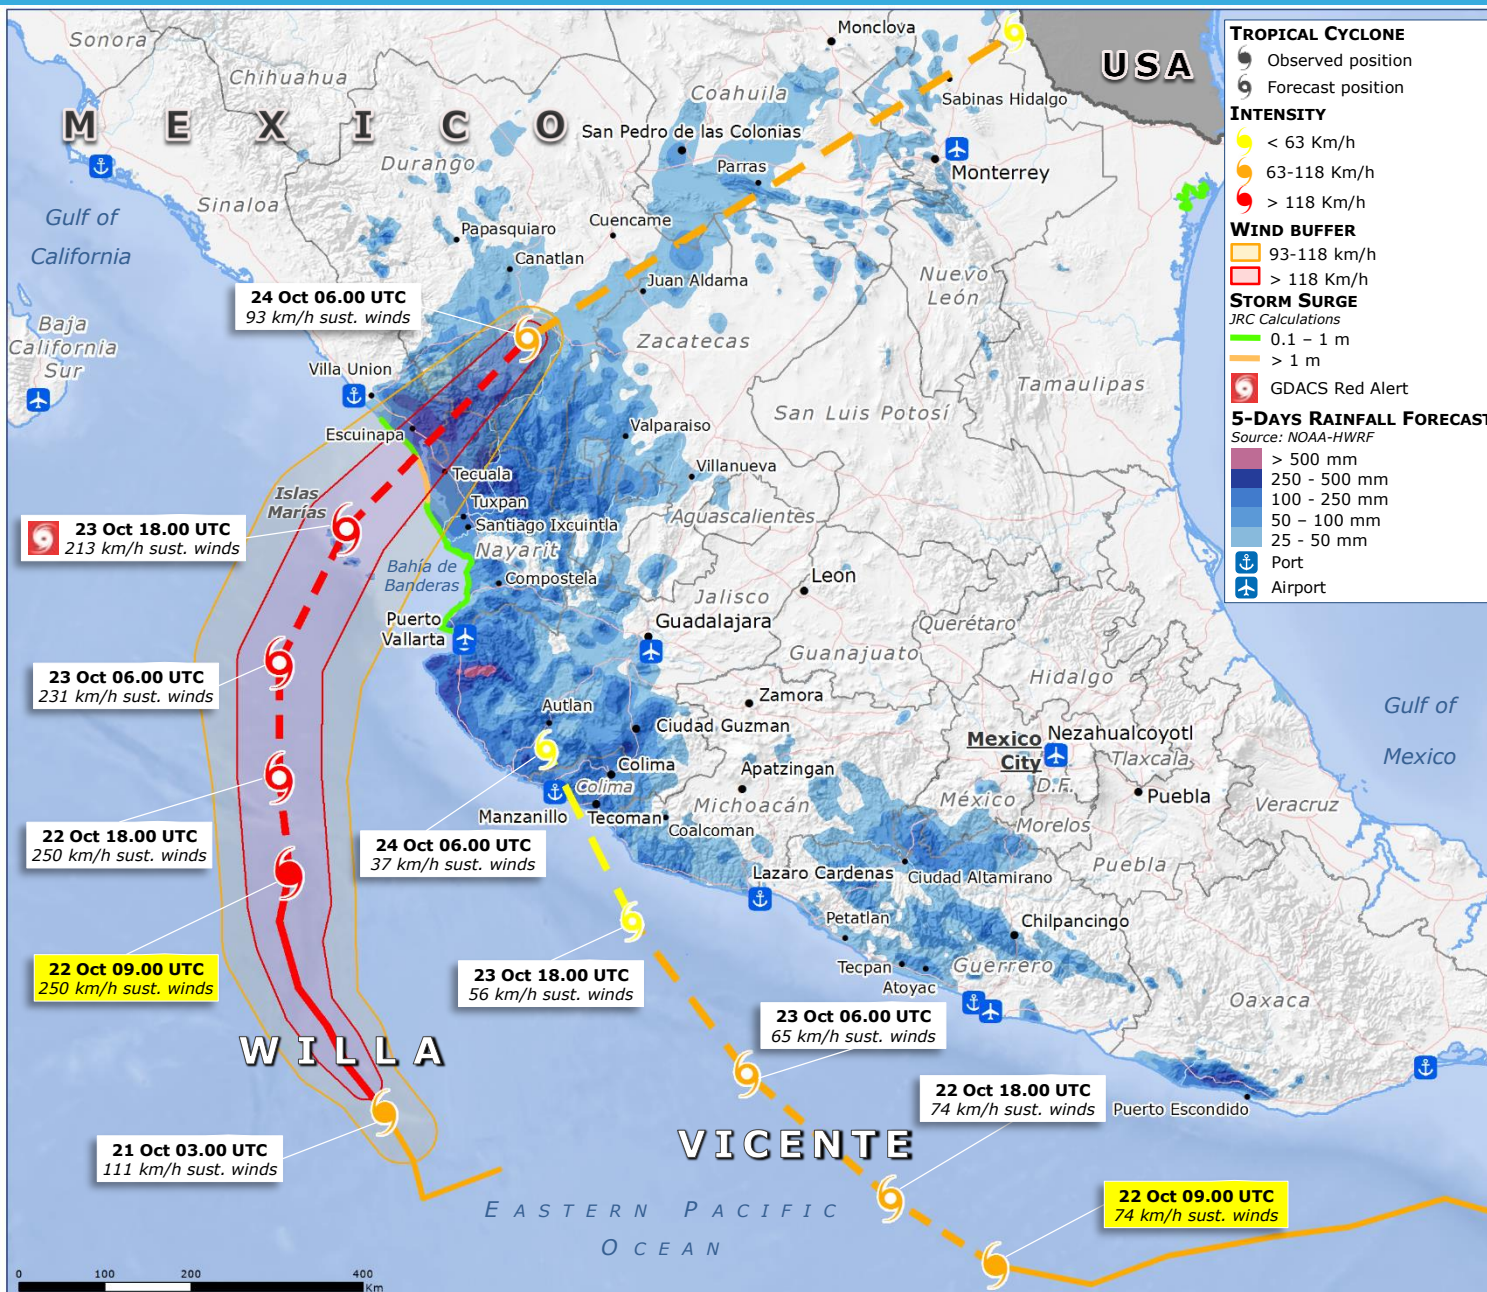 Sonora
Chihuahua
Monclova
USA
Coahuila
Sabinas Hidalgo
MEXICO
San Pedro de las Colonias
Durango
Parras
Monterrey
Sinaloa
Gulf of
California
Cuencame
Papasquiaro
Canatlan
Juan Aldama
Nuevo
León
24 Oct 06.00 UTC
93 km/h sust. winds
Baja
California
Sur
Zacatecas
Villa Union
Tamaulipas
San Luis Potosí
Escuinapa
Valparaiso
Tecuala
Villanueva
Islas
Marías
Tuxpan
Santiago Ixcuintla
Aguascalientes
23 Oct 18.00 UTC
213 km/h sust. winds
Nayarit
Bahía de
Banderas
Compostela
Leon
Jalisco
Puerto
Vallarta
Guadalajara
Querétaro
Guanajuato
Hidalgo
23 Oct 06.00 UTC
231 km/h sust. winds
Zamora
Autlan
Ciudad Guzman
Mexico
City
Nezahualcoyotl
Gulf of
Mexico
Colima
Apatzingan
Tlaxcala
Colima
D.F.
Michoacán
México
Puebla
Veracruz
Manzanillo
Tecoman
Coalcoman
Morelos
22 Oct 18.00 UTC
250 km/h sust. winds
24 Oct 06.00 UTC
37 km/h sust. winds
Puebla
Lazaro Cardenas
Ciudad Altamirano
Petatlan
Chilpancingo
22 Oct 09.00 UTC
250 km/h sust. winds
23 Oct 18.00 UTC
56 km/h sust. winds
Tecpan
Atoyac
Guerrero
Oaxaca
23 Oct 06.00 UTC
65 km/h sust. winds
WILLA
22 Oct 18.00 UTC
74 km/h sust. winds
Puerto Escondido
21 Oct 03.00 UTC
111 km/h sust. winds
VICENTE
22 Oct 09.00 UTC
74 km/h sust. winds
EASTERN PACIFIC
OCEAN
0 100 200 400
Km
TROPICAL CYCLONE
Observed position
Forecast position
INTENSITY
< 63 Km/h
63-118 Km/h
> 118 Km/h
WIND BUFFER
93-118 km/h
> 118 Km/h
STORM SURGE
JRC Calculations
0.1 – 1 m
> 1 m
GDACS Red Alert
5-DAYS RAINFALL FORECAST
Source: NOAA-HWRF
> 500 mm
250 - 500 mm
100 - 250 mm
50 – 100 mm
25 - 50 mm
Port
Airport